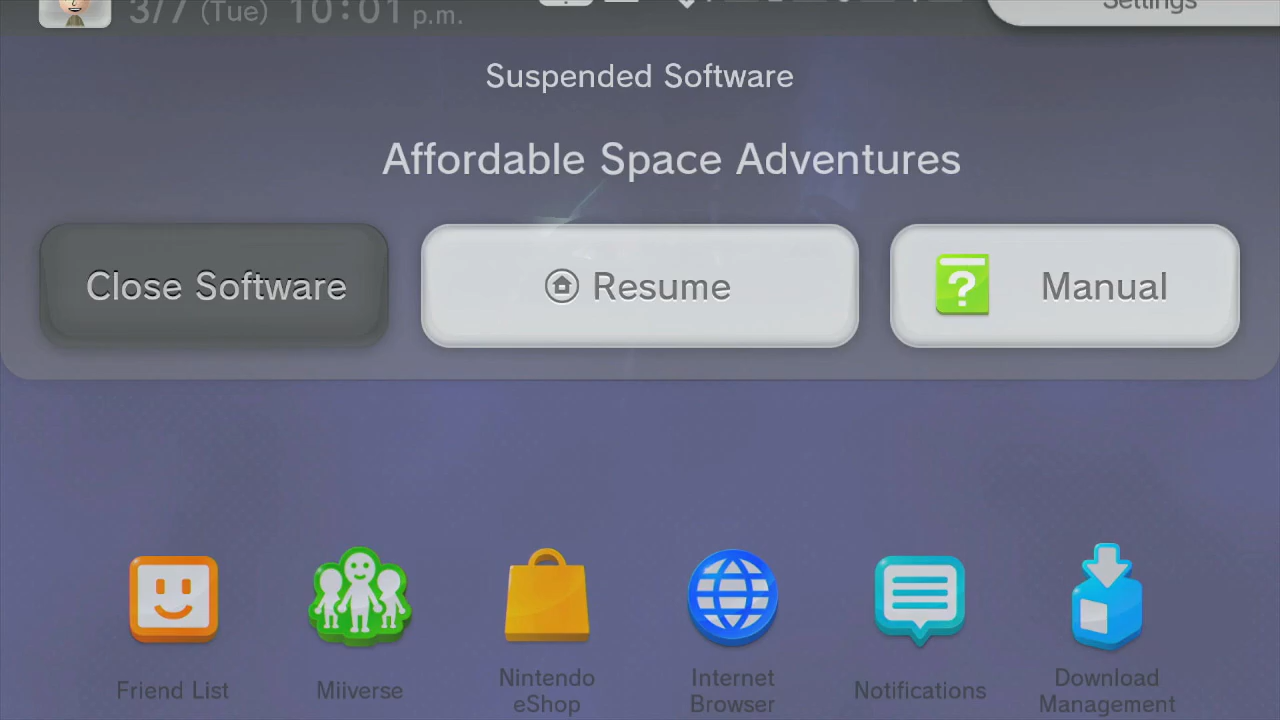 3/7 (Tue) 10:01 p.m.
Settings
Suspended Software
Affordable Space Adventures
Close Software
Resume
? Manual
Friend List
Miiverse
Nintendo
eShop
Internet
Browser
Notifications
Download
Management